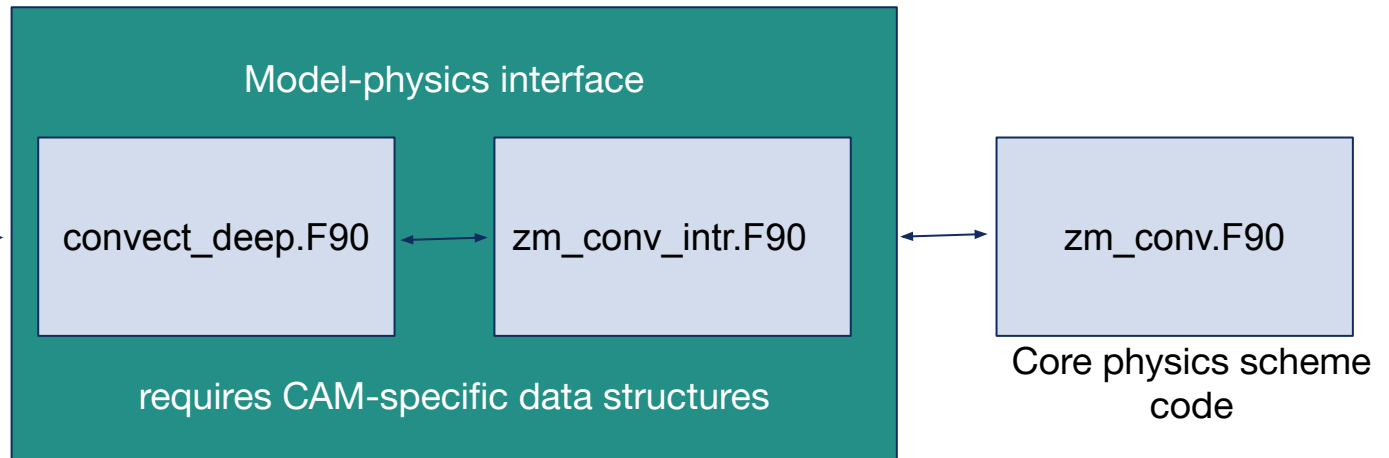 Model-physics interface
convect_deep.F90
zm_conv_intr.F90
zm_conv.F90
requires CAM-specific data structures
Core physics scheme
code